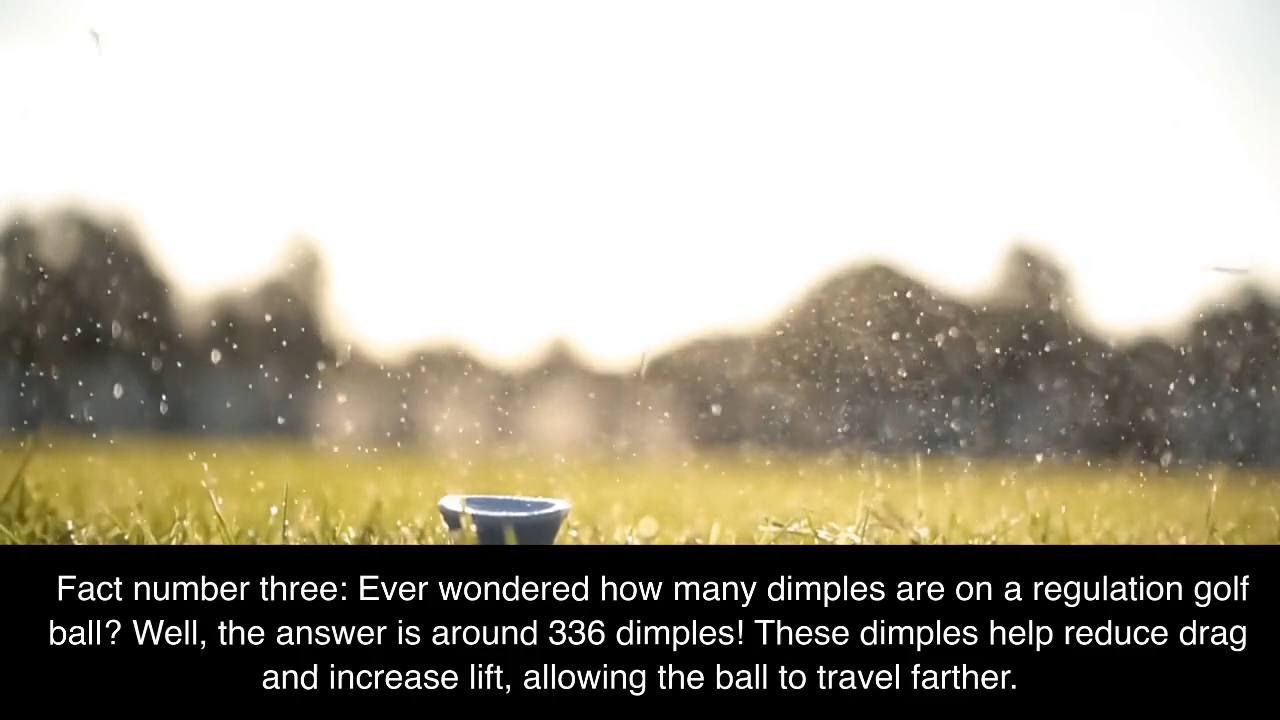 Fact number three: Ever wondered how many dimples are on a regulation golf
ball? Well, the answer is around 336 dimples! These dimples help reduce drag
and increase lift, allowing the ball to travel farther.